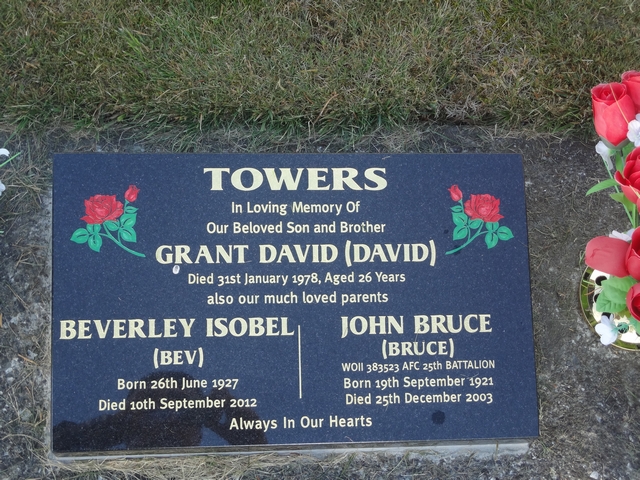 TOWERS
In Loving Memory Of
Our Beloved Son and Brother
GRANT DAVID (DAVID)
Died 31st January 1978, Aged 26 Years
also our much loved parents
BEVERLEY ISOBEL
(BEV)
Born 26th June 1927
Died 10th September 2012
JOHN BRUCE
(BRUCE)
WOII 383523 AFC 25th BATTALION
Born 19th September 1921
Died 25th December 2003
Always In Our Hearts